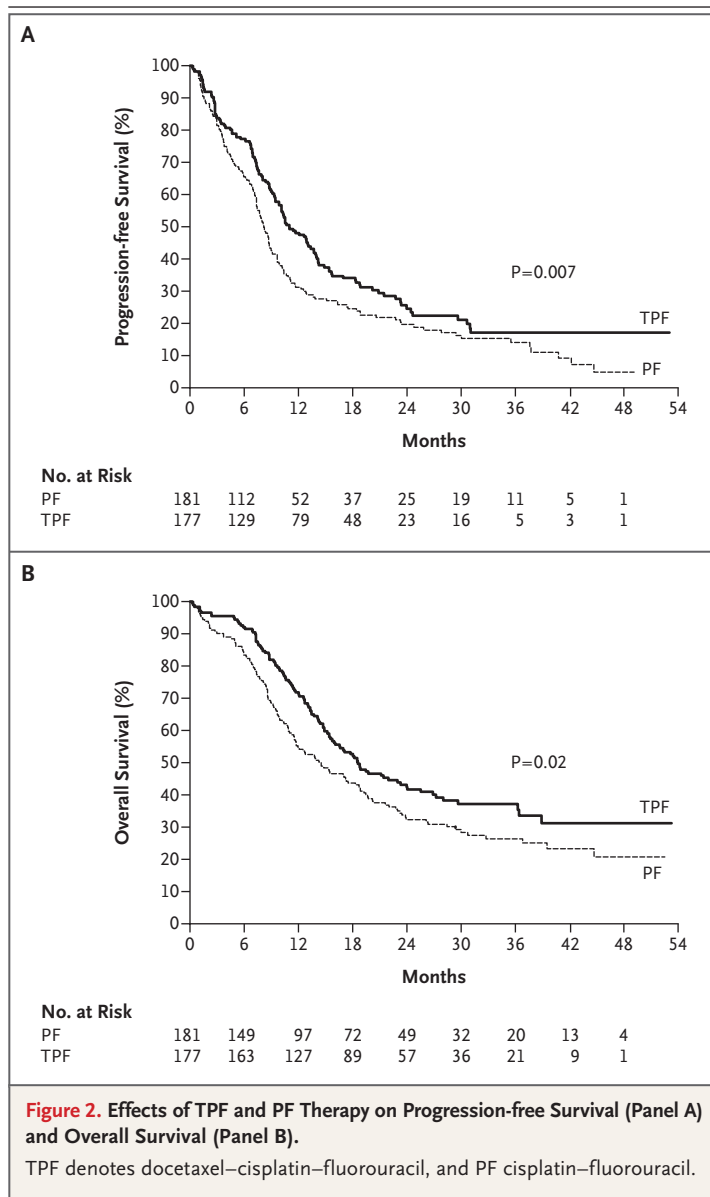 A
100
90
80
70
60
50
40
30
20
10
0
Progression-free Survival (%)
P=0.007
TPF
PF
0 6 12 18 24 30 36 42 48 54
Months
No. at Risk
PF 181 112 52 37 25 19 11 5 1
TPF 177 129 79 48 23 16 5 3 1
B
100
90
80
70
60
50
40
30
20
10
0
Overall Survival (%)
P=0.02
TPF
PF
0 6 12 18 24 30 36 42 48 54
Months
No. at Risk
PF 181 149 97 72 49 32 20 13 4
TPF 177 163 127 89 57 36 21 9 1
Figure 2. Effects of TPF and PF Therapy on Progression-free Survival (Panel A)
and Overall Survival (Panel B).
TPF denotes docetaxel–cisplatin–fluorouracil, and PF cisplatin–fluorouracil.